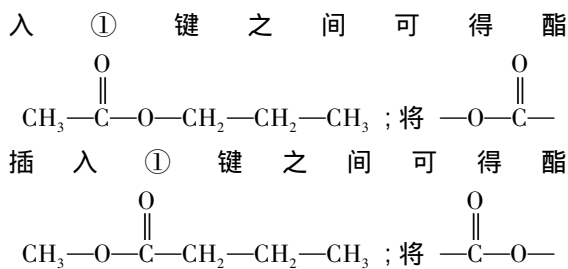 入 ① 键 之 间 可 得 酯
O
CH₃—C—O—CH₂—CH₂—CH₃ ;将 —O—C—
O
插 入 ① 键 之 间 可 得 酯
O
CH₃—O—C—CH₂—CH₂—CH₃ ;将 —C—O—
O